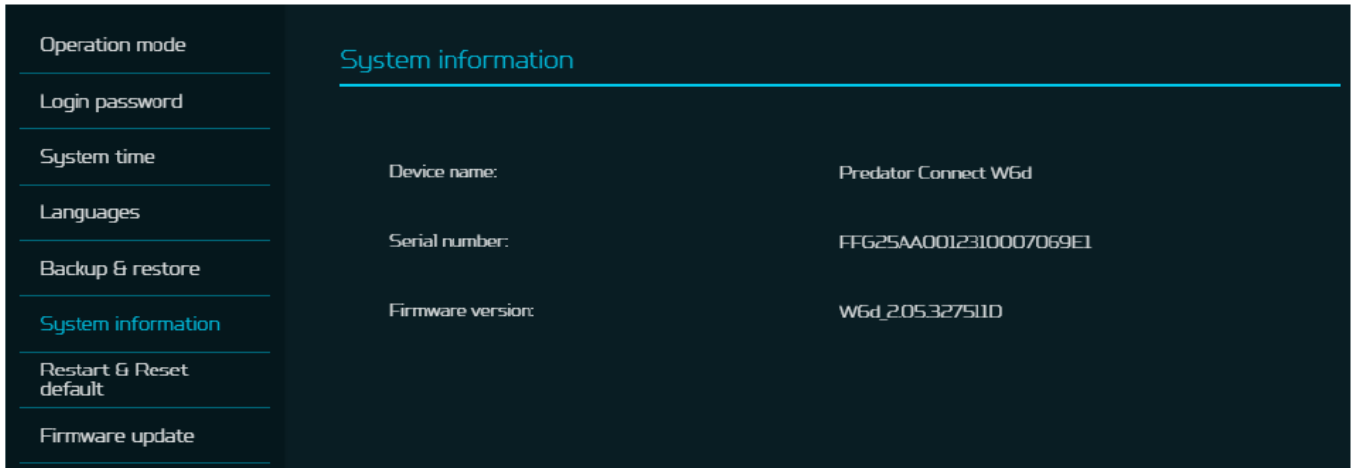 Operation mode
Login password
System time
Languages
Backup & restore
System information
Restart & Reset
default
Firmware update
System information
Device name: Predator Connect W6d
Serial number: FFG25AA0012310007069E1
Firmware version: W6d_2.05.327511D